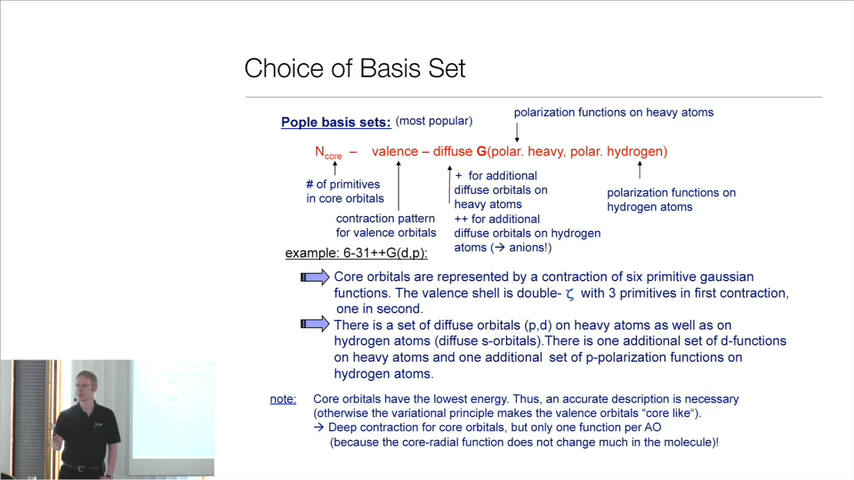 Choice of Basis Set
polarization functions on heavy atoms
Pople basis sets: (most popular)
Ncore – valence – diffuse G(polar. heavy, polar. hydrogen)
# of primitives
in core orbitals
contraction pattern
for valence orbitals
+ for additional
diffuse orbitals on
heavy atoms
++ for additional
diffuse orbitals on hydrogen
atoms (→ anions!)
polarization functions on
hydrogen atoms
example: 6-31++G(d,p):
Core orbitals are represented by a contraction of six primitive gaussian
functions. The valence shell is double- ζ with 3 primitives in first contraction,
one in second.
There is a set of diffuse orbitals (p,d) on heavy atoms as well as on
hydrogen atoms (diffuse s-orbitals).There is one additional set of d-functions
on heavy atoms and one additional set of p-polarization functions on
hydrogen atoms.
note: Core orbitals have the lowest energy. Thus, an accurate description is necessary
(otherwise the variational principle makes the valence orbitals “core like“).
→ Deep contraction for core orbitals, but only one function per AO
(because the core-radial function does not change much in the molecule)!